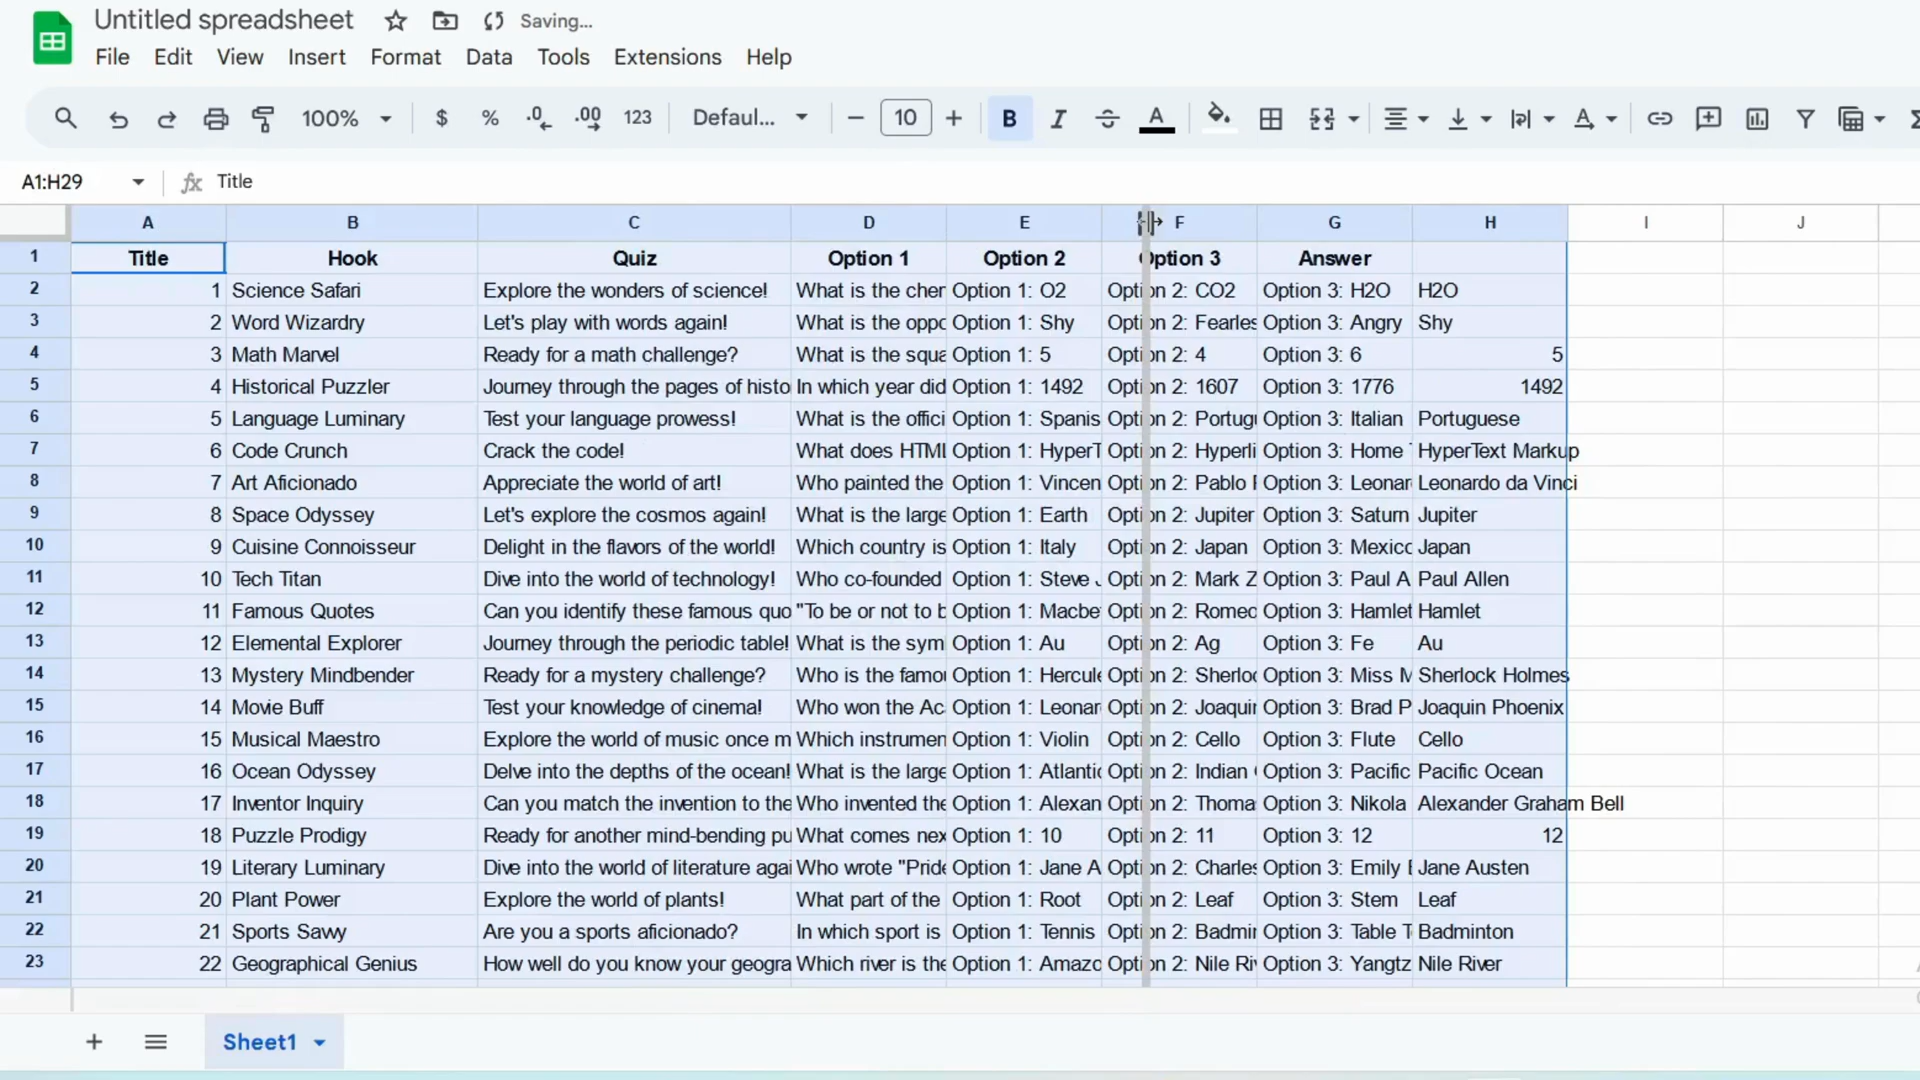 Untitled spreadsheet Saving...
File Edit View Insert Format Data Tools Extensions Help
100% $ % .0 .00 123 Defaul... 10 B I A
A1:H29 fx Title
A B C D E F G H I J
1 Title Hook Quiz Option 1 Option 2 Option 3 Answer
2 1 Science Safari Explore the wonders of science! What is the cher Option 1: O2 Option 2: CO2 Option 3: H2O H2O
3 2 Word Wizardry Let's play with words again! What is the oppo Option 1: Shy Option 2: Fearles Option 3: Angry Shy
4 3 Math Marvel Ready for a math challenge? What is the squa Option 1: 5 Option 2: 4 Option 3: 6 5
5 4 Historical Puzzler Journey through the pages of histo In which year did Option 1: 1492 Option 2: 1607 Option 3: 1776 1492
6 5 Language Luminary Test your language prowess! What is the offici Option 1: Spanis Option 2: Portug Option 3: Italian Portuguese
7 6 Code Crunch Crack the code! What does HTML Option 1: HyperT Option 2: Hyperli Option 3: Home HyperText Markup
8 7 Art Aficionado Appreciate the world of art! Who painted the Option 1: Vincen Option 2: Pablo Option 3: Leonar Leonardo da Vinci
9 8 Space Odyssey Let's explore the cosmos again! What is the large Option 1: Earth Option 2: Jupiter Option 3: Saturn Jupiter
10 9 Cuisine Connoisseur Delight in the flavors of the world! Which country is Option 1: Italy Option 2: Japan Option 3: Mexico Japan
11 10 Tech Titan Dive into the world of technology! Who co-founded Option 1: Steve Option 2: Mark Z Option 3: Paul A Paul Allen
12 11 Famous Quotes Can you identify these famous quo "To be or not to b Option 1: Macbe Option 2: Romeo Option 3: Hamlet Hamlet
13 12 Elemental Explorer Journey through the periodic table! What is the sym Option 1: Au Option 2: Ag Option 3: Fe Au
14 13 Mystery Mindbender Ready for a mystery challenge? Who is the famou Option 1: Hercule Option 2: Sherloc Option 3: Miss M Sherlock Holmes
15 14 Movie Buff Test your knowledge of cinema! Who won the Ac Option 1: Leonar Option 2: Joaquin Option 3: Brad P Joaquin Phoenix
16 15 Musical Maestro Explore the world of music once m Which instrumen Option 1: Violin Option 2: Cello Option 3: Flute Cello
17 16 Ocean Odyssey Delve into the depths of the ocean! What is the large Option 1: Atlantic Option 2: Indian Option 3: Pacific Pacific Ocean
18 17 Inventor Inquiry Can you match the invention to the Who invented the Option 1: Alexan Option 2: Thoma Option 3: Nikola Alexander Graham Bell
19 18 Puzzle Prodigy Ready for another mind-bending pu What comes nex Option 1: 10 Option 2: 11 Option 3: 12 12
20 19 Literary Luminary Dive into the world of literature agai Who wrote "Pride Option 1: Jane A Option 2: Charles Option 3: Emily Jane Austen
21 20 Plant Power Explore the world of plants! What part of the Option 1: Root Option 2: Leaf Option 3: Stem Leaf
22 21 Sports Savvy Are you a sports aficionado? In which sport is Option 1: Tennis Option 2: Badmin Option 3: Table T Badminton
23 22 Geographical Genius How well do you know your geogra Which river is the Option 1: Amazo Option 2: Nile Riv Option 3: Yangtz Nile River
Sheet1